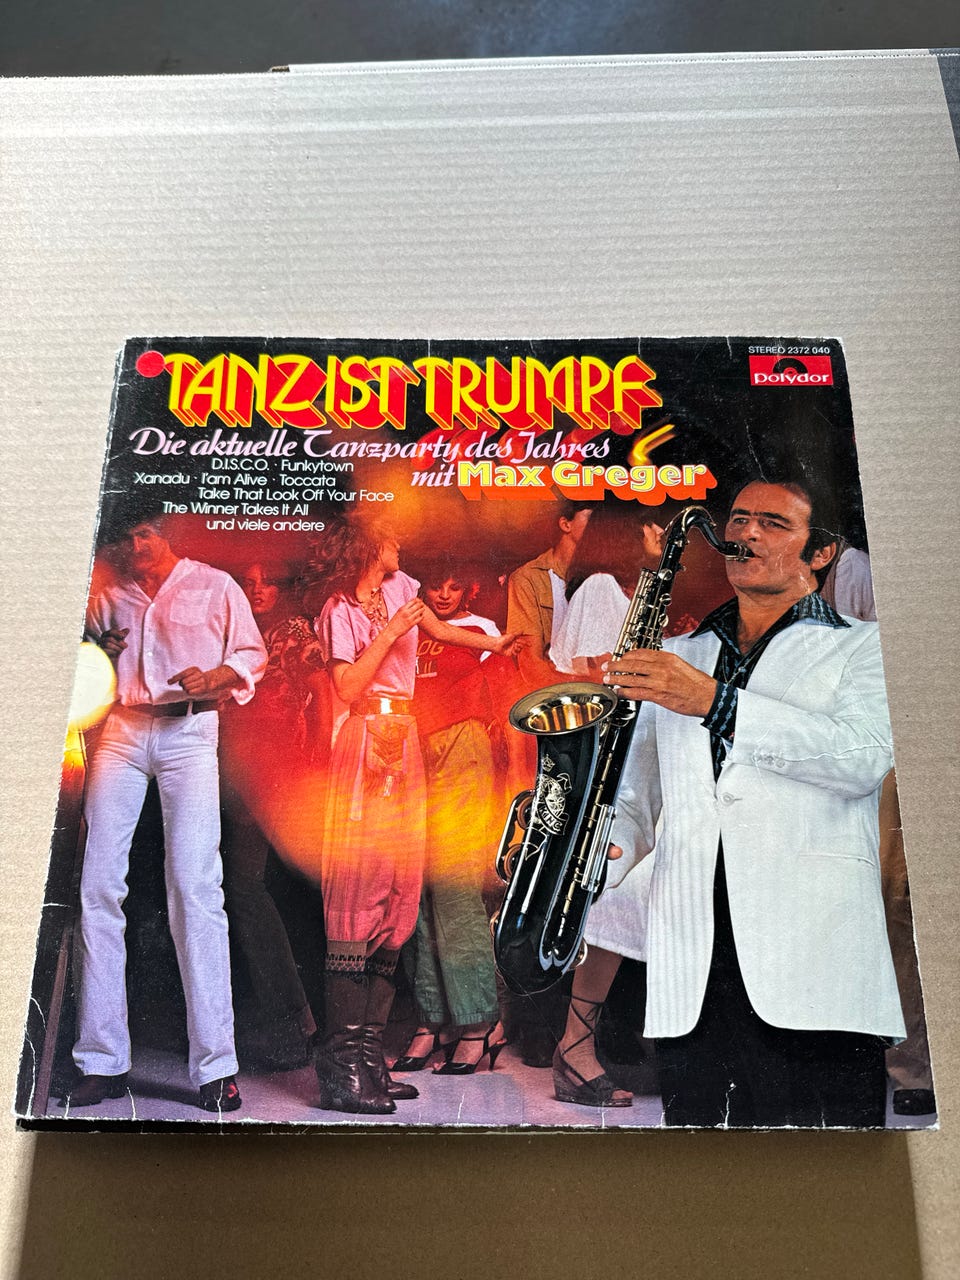 TANZ IST TRUMPF
STEREO 2372 040
Polydor
Die aktuelle Tanzparty des Jahres
mit Max Greger
D.I.S.C.O. · Funkytown
Xanadu · I'am Alive · Toccata
Take That Look Off Your Face
The Winner Takes It All
und viele andere
King